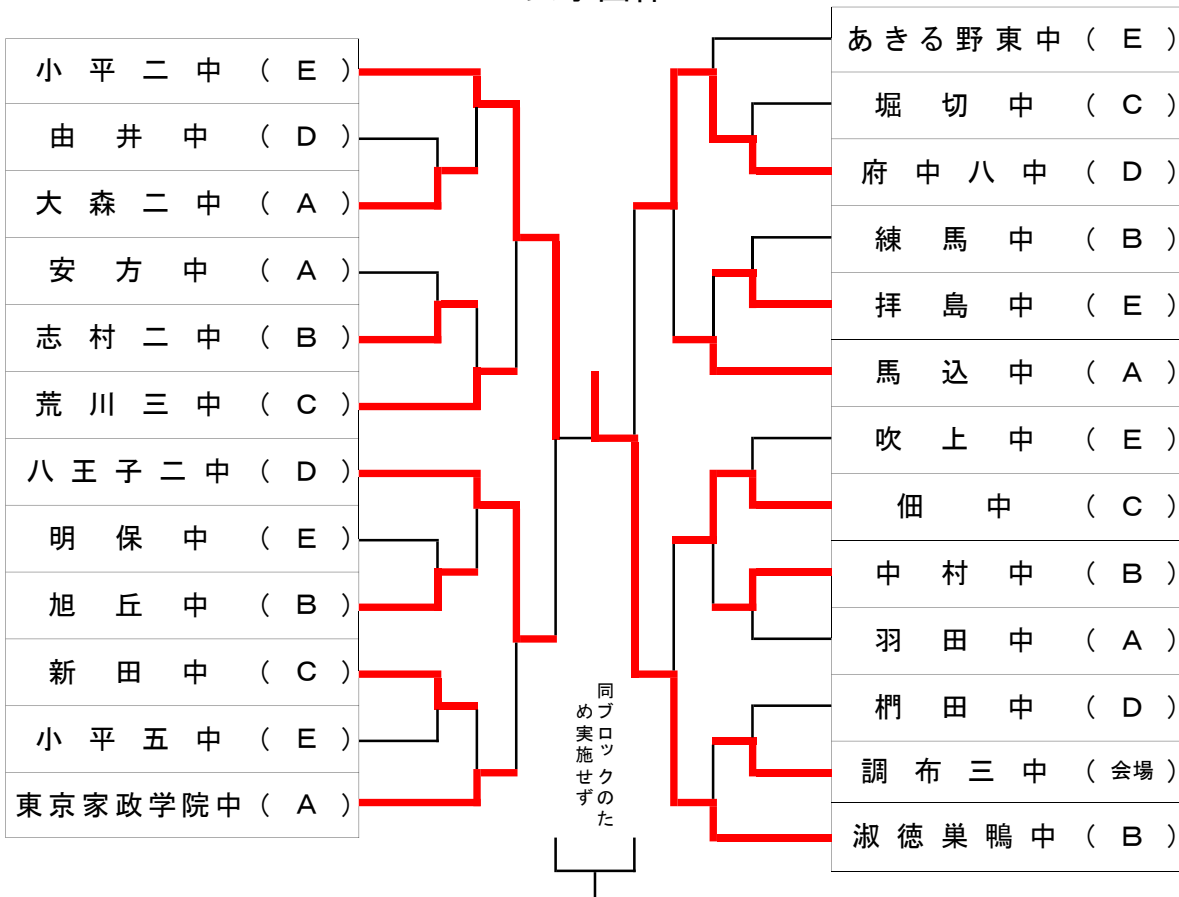 小平二中（E）
由井中（D）
大森二中（A）
安方中（A）
志村二中（B）
荒川三中（C）
八王子二中（D）
明保中（E）
旭丘中（B）
新田中（C）
小平五中（E）
東京家政学院中（A）
同ブロックのた
め実施せず
あきる野東中（E）
堀切中（C）
府中八中（D）
練馬中（B）
拝島中（E）
馬込中（A）
吹上中（E）
佃中（C）
中村中（B）
羽田中（A）
椚田中（D）
調布三中（会場）
淑徳巣鴨中（B）